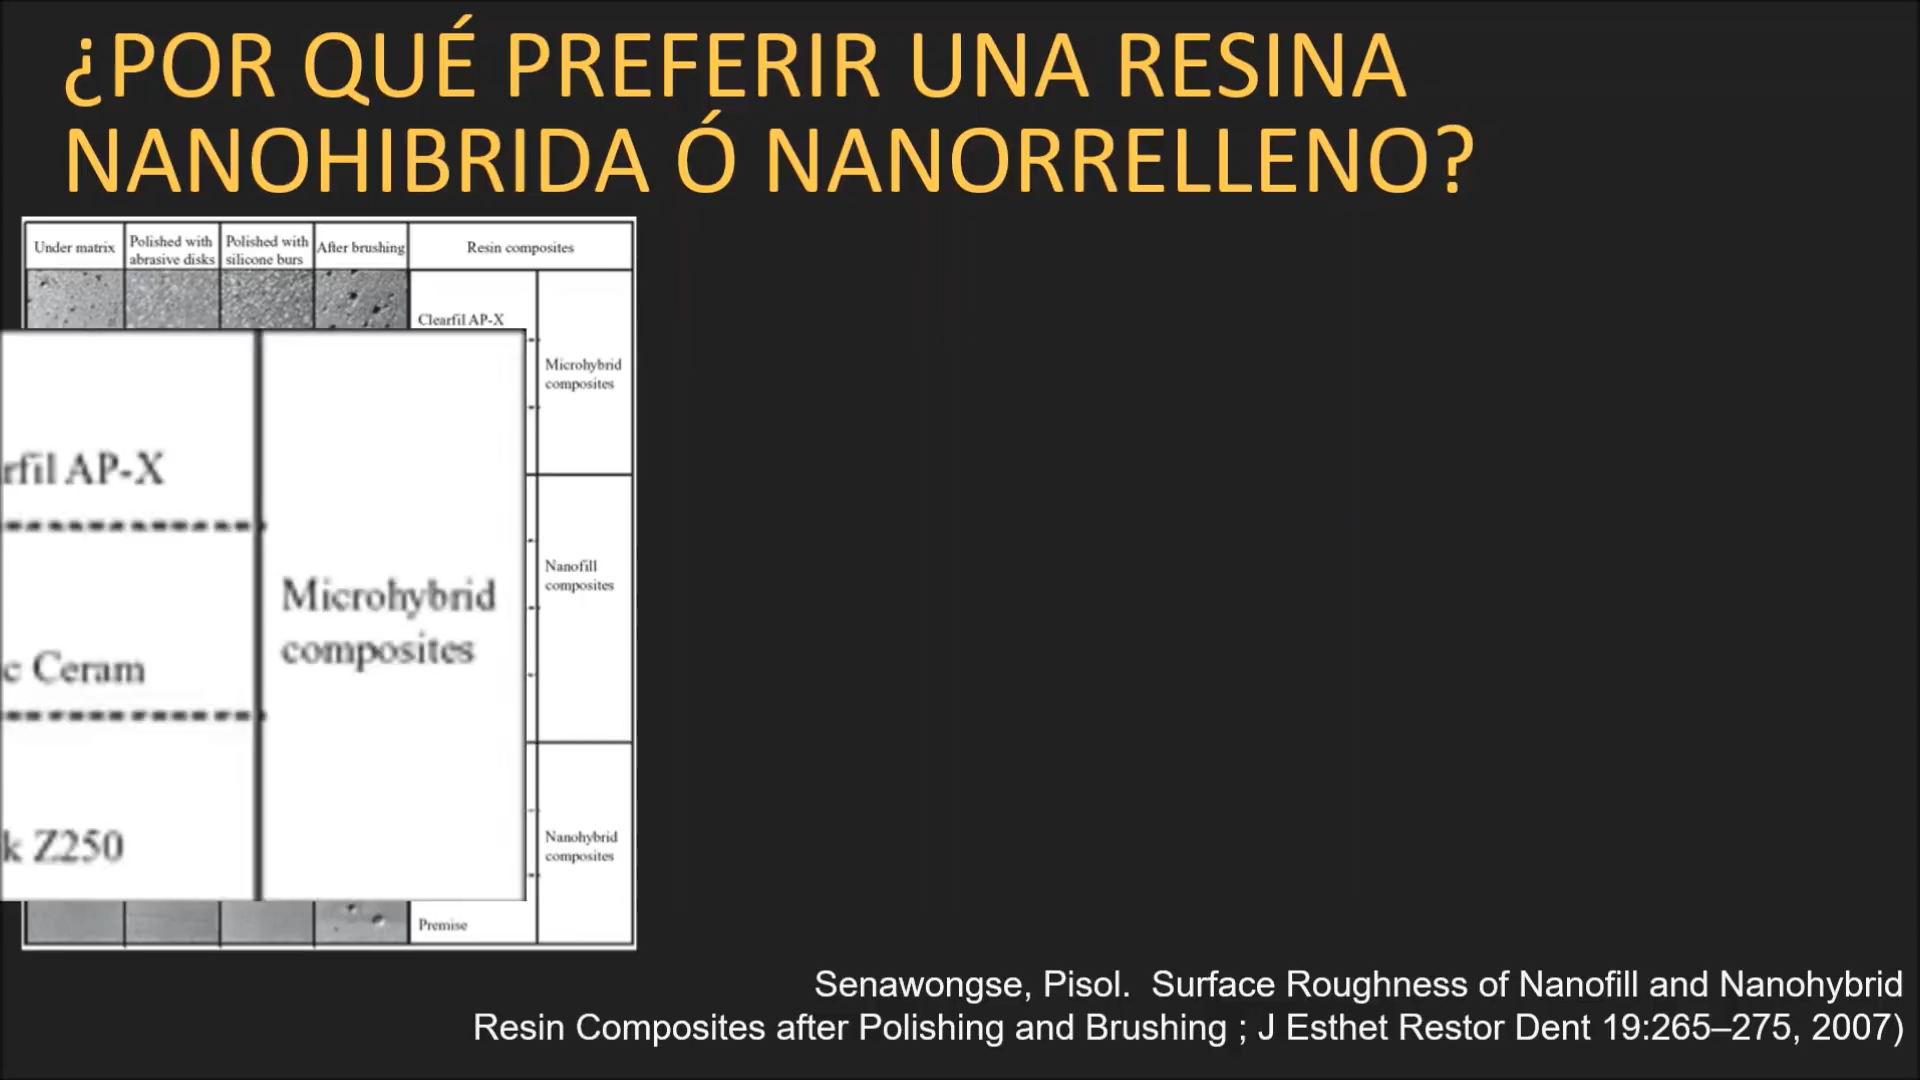 ¿POR QUÉ PREFERIR UNA RESINA
NANOHIBRIDA Ó NANORRELLENO?
Under matrix
Polished with
abrasive disks
Polished with
silicone burs
After brushing
Resin composites
Clearfil AP-X
Microhybrid
composites
rfil AP-X
c Ceram
k Z250
Microhybrid
composites
Nanofill
composites
Nanohybrid
composites
Premise
Senawongse, Pisol. Surface Roughness of Nanofill and Nanohybrid
Resin Composites after Polishing and Brushing ; J Esthet Restor Dent 19:265–275, 2007)